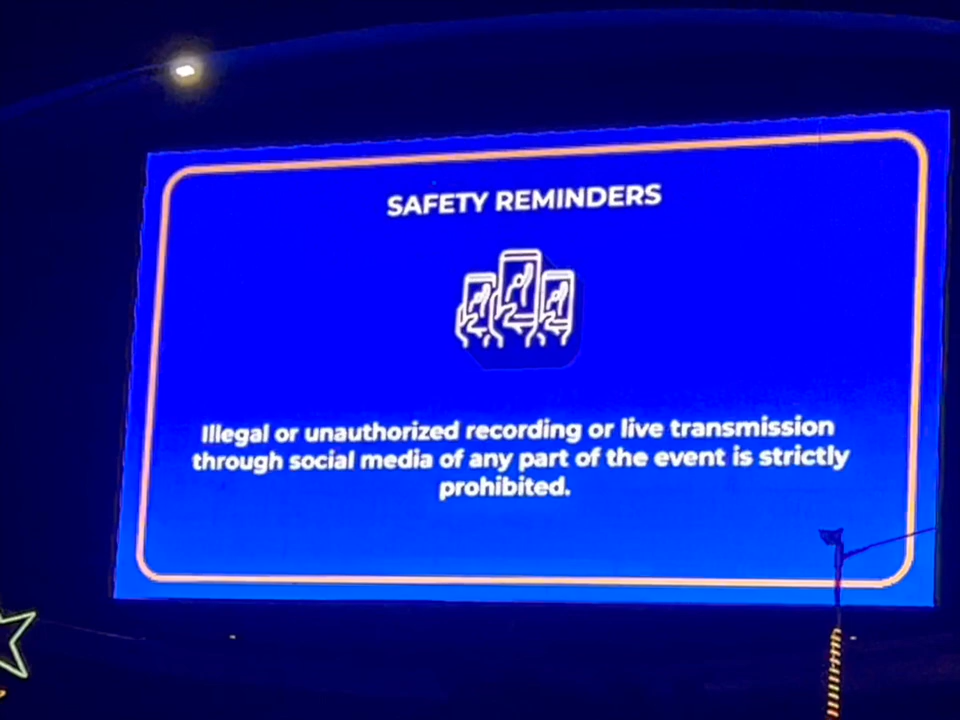 SAFETY REMINDERS
Illegal or unauthorized recording or live transmission
through social media of any part of the event is strictly
prohibited.